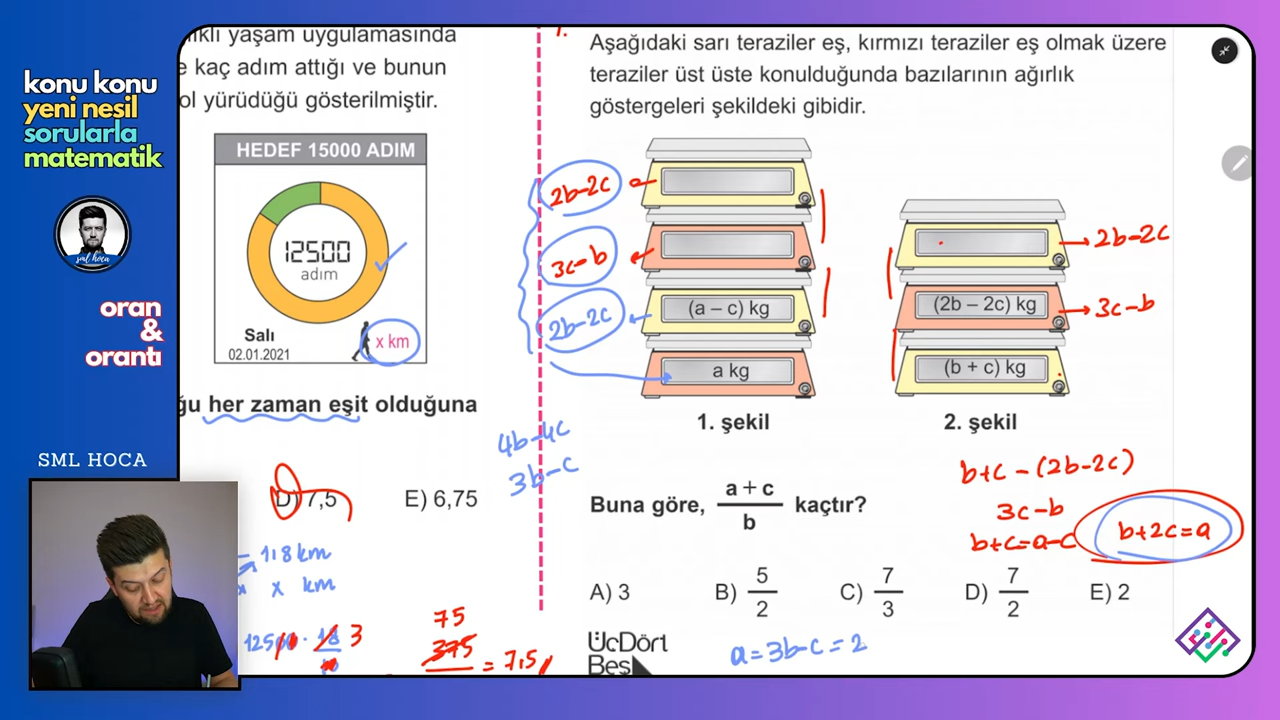 konu konu
yeni nesil
sorularla
matematik
sml hoca
oran
&
orantı
SML HOCA
ıklı yaşam uygulamasında
e kaç adım attığı ve bunun
ol yürüdüğü gösterilmiştir.
HEDEF 15000 ADIM
12500
adım
Salı
02.01.2021
x km
ğu her zaman eşit olduğuna
D) 7,5
E) 6,75
= 1,8 km
x km
12500 · 18
3
10
75
375
= 7,5
Aşağıdaki sarı teraziler eş, kırmızı teraziler eş olmak üzere
teraziler üst üste konulduğunda bazılarının ağırlık
göstergeleri şekildeki gibidir.
2b-2c
3c-b
2b-2c
(a – c) kg
a kg
1. şekil
2b-2c
(2b – 2c) kg
3c-b
(b + c) kg
2. şekil
4b-4c
3b-c
b+c-(2b-2c)
3c-b
b+c=a-c
b+2c=a
Buna göre, a + c / b kaçtır?
A) 3
B) 5/2
C) 7/3
D) 7/2
E) 2
ÜçDört
Beş
a=3b-c=2